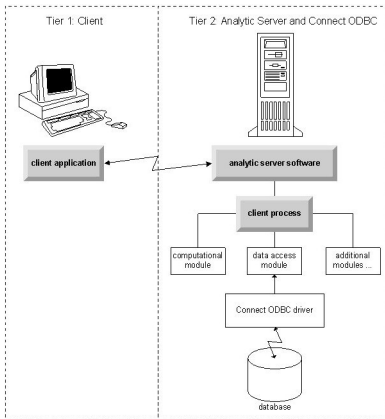 Tier 1: Client
Tier 2: Analytic Server and Connect ODBC
client application
analytic server software
client process
computational
module
data access
module
additional
modules ...
Connect ODBC driver
database